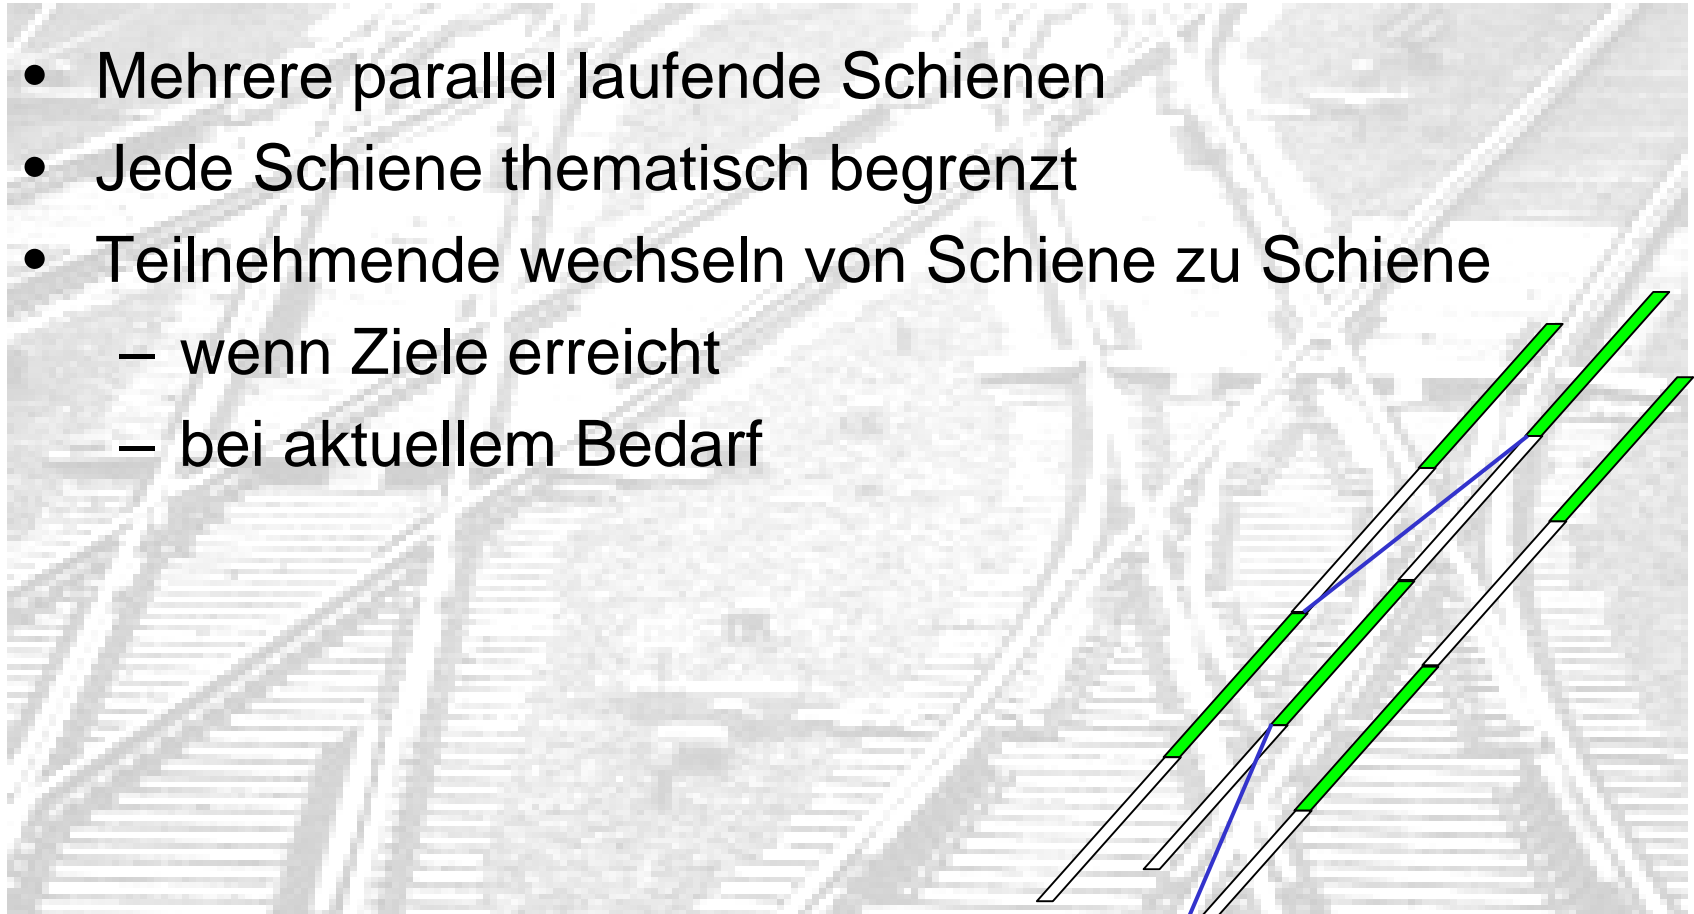 • Mehrere parallel laufende Schienen
• Jede Schiene thematisch begrenzt
• Teilnehmende wechseln von Schiene zu Schiene
– wenn Ziele erreicht
– bei aktuellem Bedarf